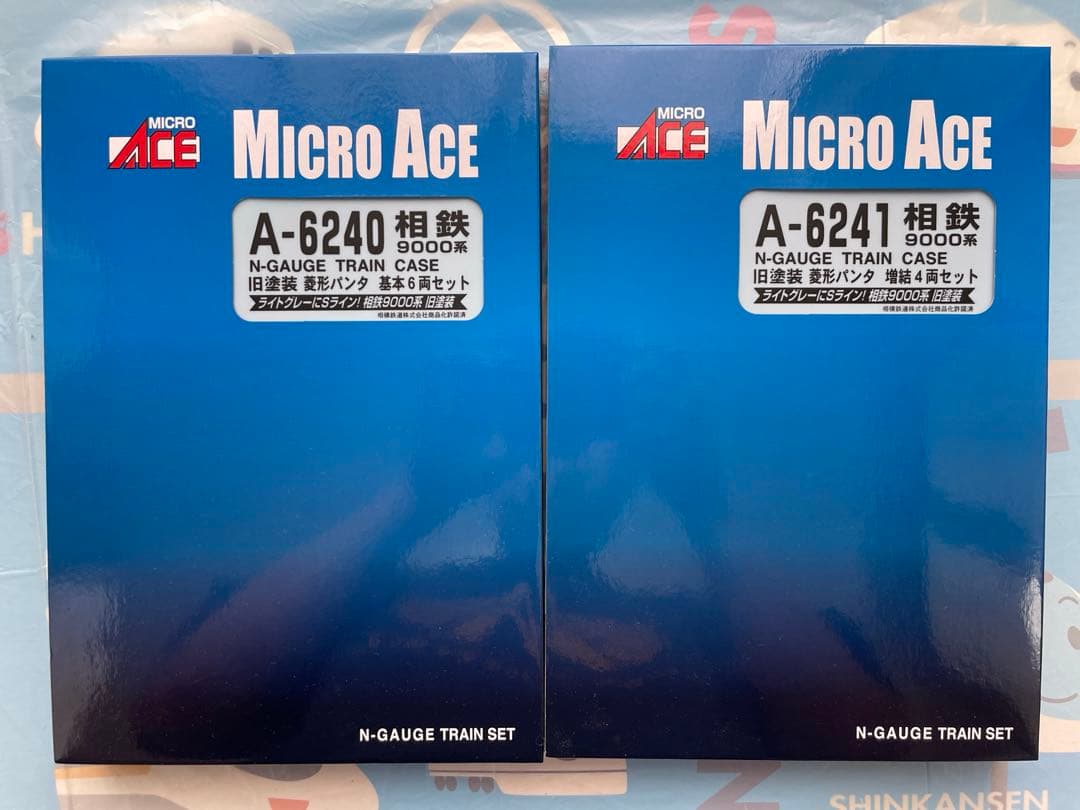 MICRO
ACE
MICRO ACE
A-6240 相鉄
9000系
N-GAUGE TRAIN CASE
旧塗装 菱形パンタ 基本6両セット
ライトグレーにSライン!相鉄9000系 旧塗装
相模鉄道株式会社商品化許諾済
N-GAUGE TRAIN SET
MICRO
ACE
MICRO ACE
A-6241 相鉄
9000系
N-GAUGE TRAIN CASE
旧塗装 菱形パンタ 増結4両セット
ライトグレーにSライン!相鉄9000系 旧塗装
相模鉄道株式会社商品化許諾済
N-GAUGE TRAIN SET
SHINKANSEN